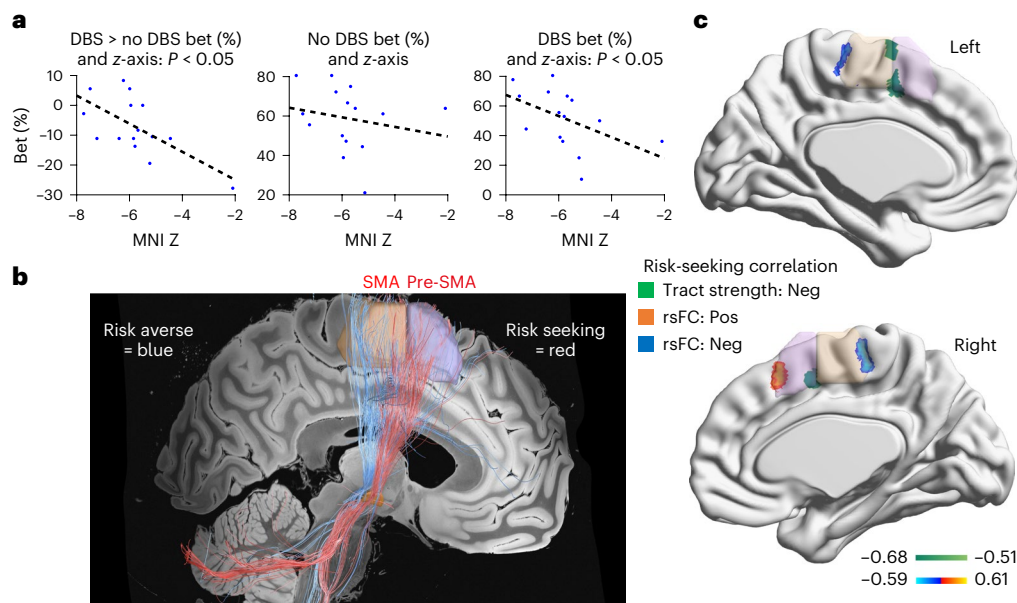 a
DBS > no DBS bet (%)
and z-axis: P < 0.05
No DBS bet (%)
and z-axis
DBS bet (%)
and z-axis: P < 0.05
Bet (%)
10
0
−10
−20
−30
−8 −6 −4 −2
MNI Z
80
60
40
20
−8 −6 −4 −2
MNI Z
80
60
40
20
0
−8 −6 −4 −2
MNI Z
b
SMA Pre-SMA
Risk averse
= blue
Risk seeking
= red
c
Left
Risk-seeking correlation
Tract strength: Neg
rsFC: Pos
rsFC: Neg
Right
−0.68 −0.51
−0.59 0.61